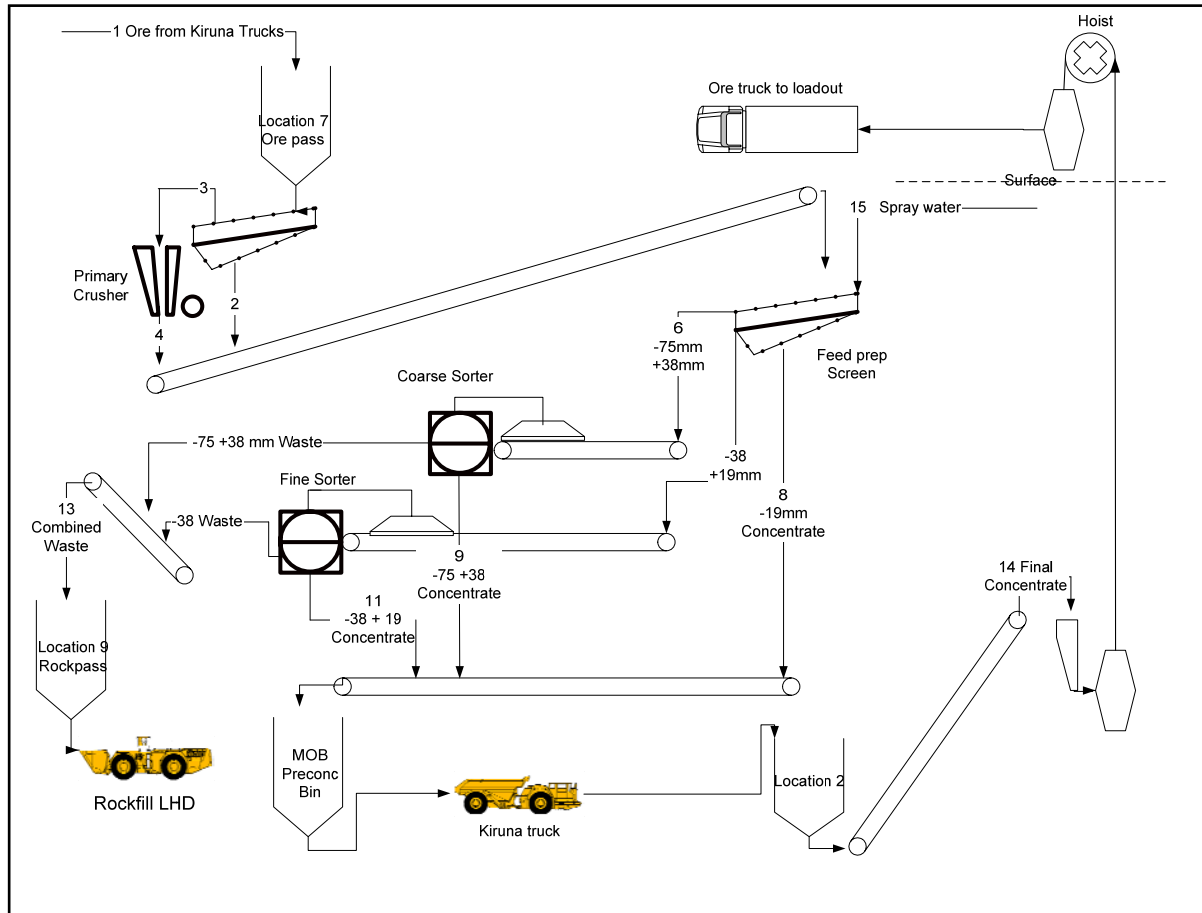 Hoist
1 Ore from Kiruna Trucks
Ore truck to loadout
Location 7
Ore pass
Surface
3
15 Spray water
Primary
Crusher
2
4
6
-75mm
+38mm
Feed prep
Screen
Coarse Sorter
-75 +38 mm Waste
-38
+19mm
Fine Sorter
8
-19mm
Concentrate
13
Combined
Waste
-38 Waste
9
-75 +38
Concentrate
14 Final
Concentrate
11
-38 + 19
Concentrate
Location 9
Rockpass
MOB
Preconc
Bin
Location 2
Rockfill LHD
Kiruna truck